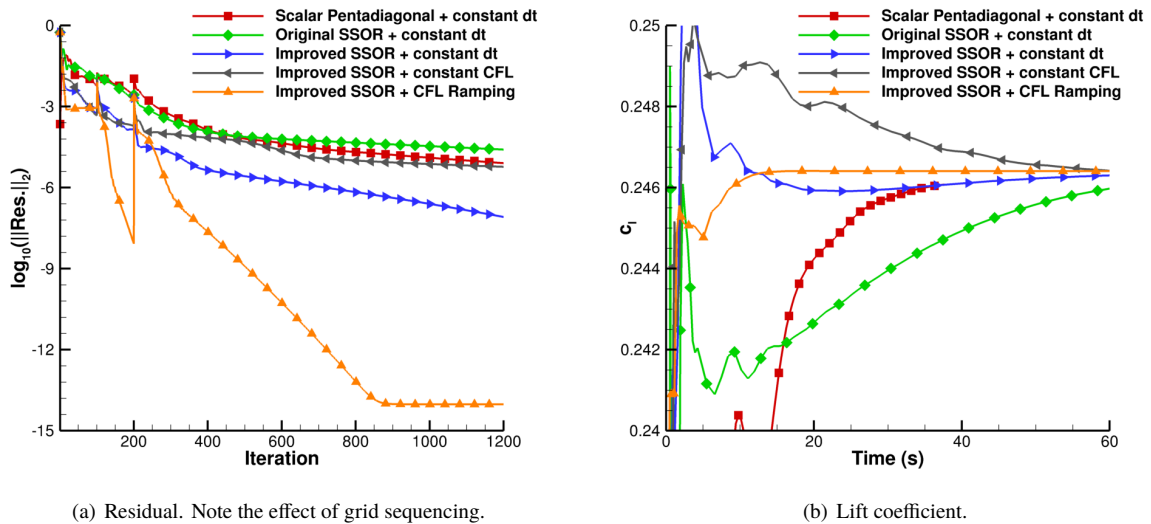 Scalar Pentadiagonal + constant dt
Original SSOR + constant dt
Improved SSOR + constant dt
Improved SSOR + constant CFL
Improved SSOR + CFL Ramping
0
-3
-6
-9
-12
-15
log10(||Res.||2)
200 400 600 800 1000 1200
Iteration
(a) Residual. Note the effect of grid sequencing.
Scalar Pentadiagonal + constant dt
Original SSOR + constant dt
Improved SSOR + constant dt
Improved SSOR + constant CFL
Improved SSOR + CFL Ramping
0.25
0.248
0.246
0.244
0.242
0.24
cl
0 20 40 60
Time (s)
(b) Lift coefficient.